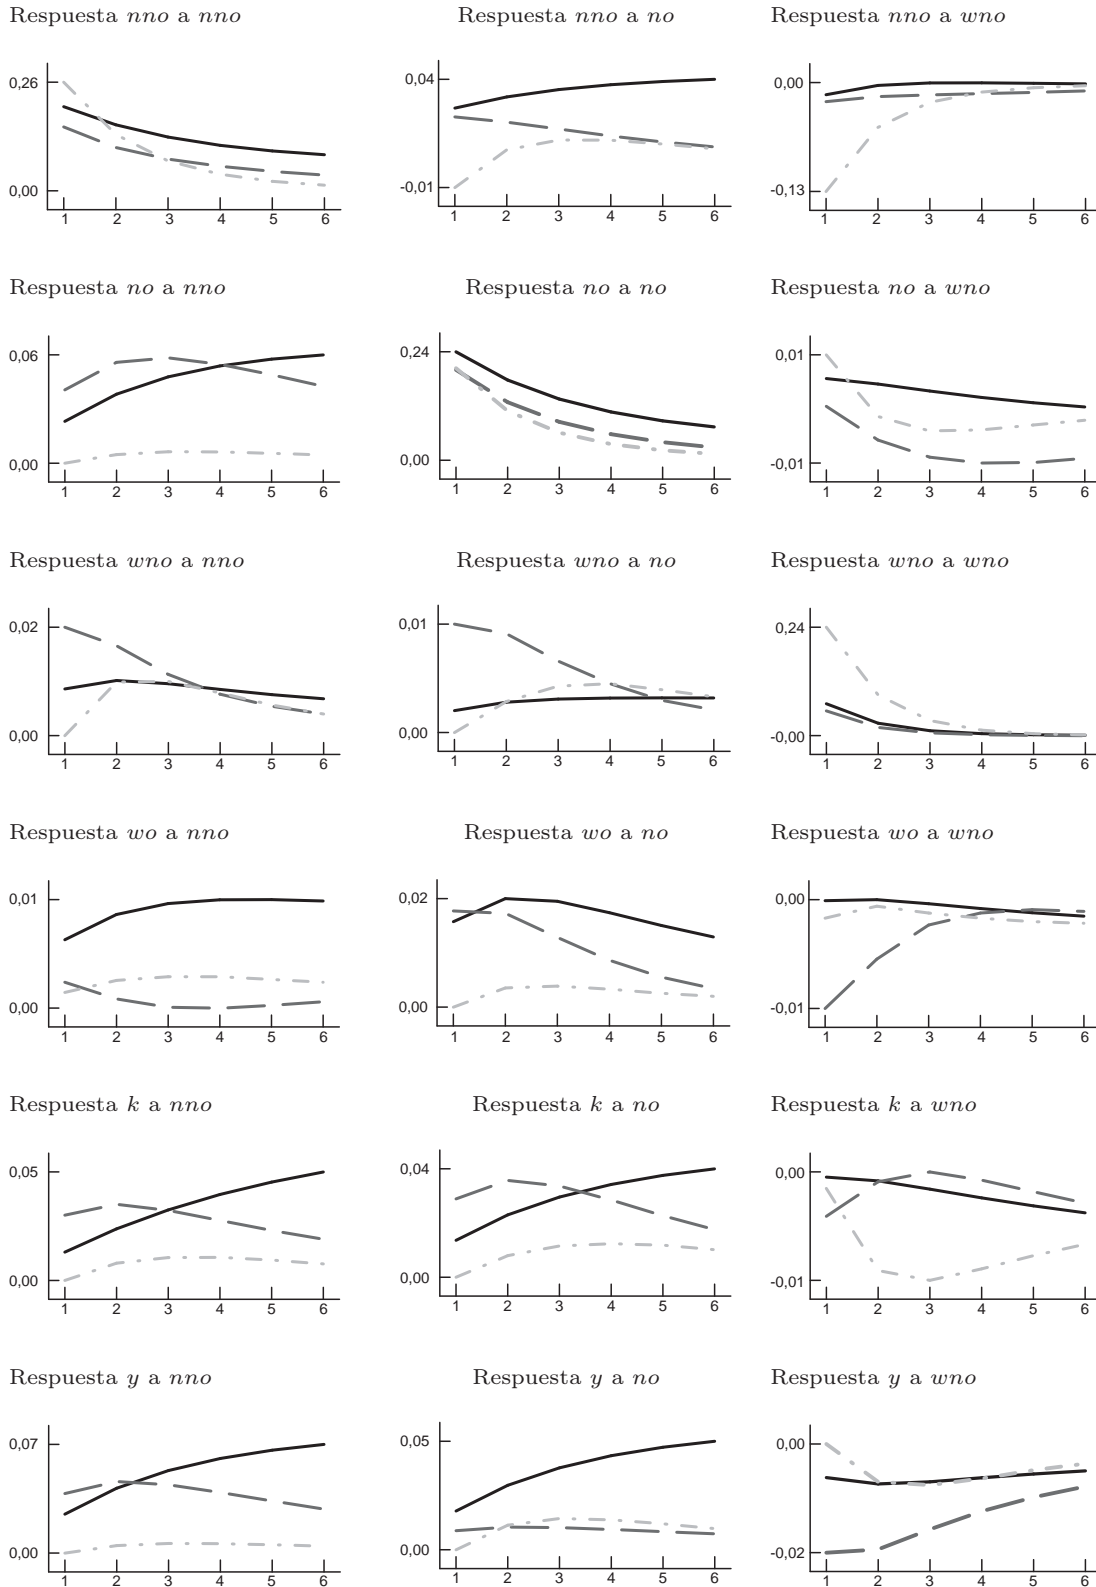 Respuesta nno a nno
Respuesta nno a no
Respuesta nno a wno
0,26
0,00
1 2 3 4 5 6
0,04
-0,01
1 2 3 4 5 6
0,00
-0,13
1 2 3 4 5 6
Respuesta no a nno
Respuesta no a no
Respuesta no a wno
0,06
0,00
1 2 3 4 5 6
0,24
0,00
1 2 3 4 5 6
0,01
-0,01
1 2 3 4 5 6
Respuesta wno a nno
Respuesta wno a no
Respuesta wno a wno
0,02
0,00
1 2 3 4 5 6
0,01
0,00
1 2 3 4 5 6
0,24
-0,00
1 2 3 4 5 6
Respuesta wo a nno
Respuesta wo a no
Respuesta wo a wno
0,01
0,00
1 2 3 4 5 6
0,02
0,00
1 2 3 4 5 6
0,00
-0,01
1 2 3 4 5 6
Respuesta k a nno
Respuesta k a no
Respuesta k a wno
0,05
0,00
1 2 3 4 5 6
0,04
0,00
1 2 3 4 5 6
0,00
-0,01
1 2 3 4 5 6
Respuesta y a nno
Respuesta y a no
Respuesta y a wno
0,07
0,00
1 2 3 4 5 6
0,05
0,00
1 2 3 4 5 6
0,00
-0,02
1 2 3 4 5 6